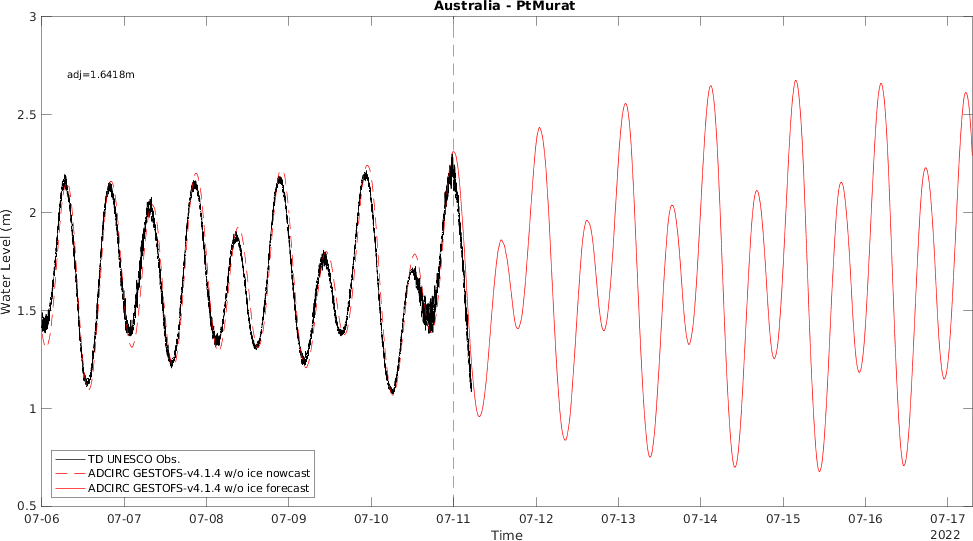 Australia - PtMurat
3
2.5
2
1.5
1
0.5
Water Level (m)
adj=1.6418m
TD UNESCO Obs.
ADCIRC GESTOFS-v4.1.4 w/o ice nowcast
ADCIRC GESTOFS-v4.1.4 w/o ice forecast
07-06 07-07 07-08 07-09 07-10 07-11 07-12 07-13 07-14 07-15 07-16 07-17
Time
2022